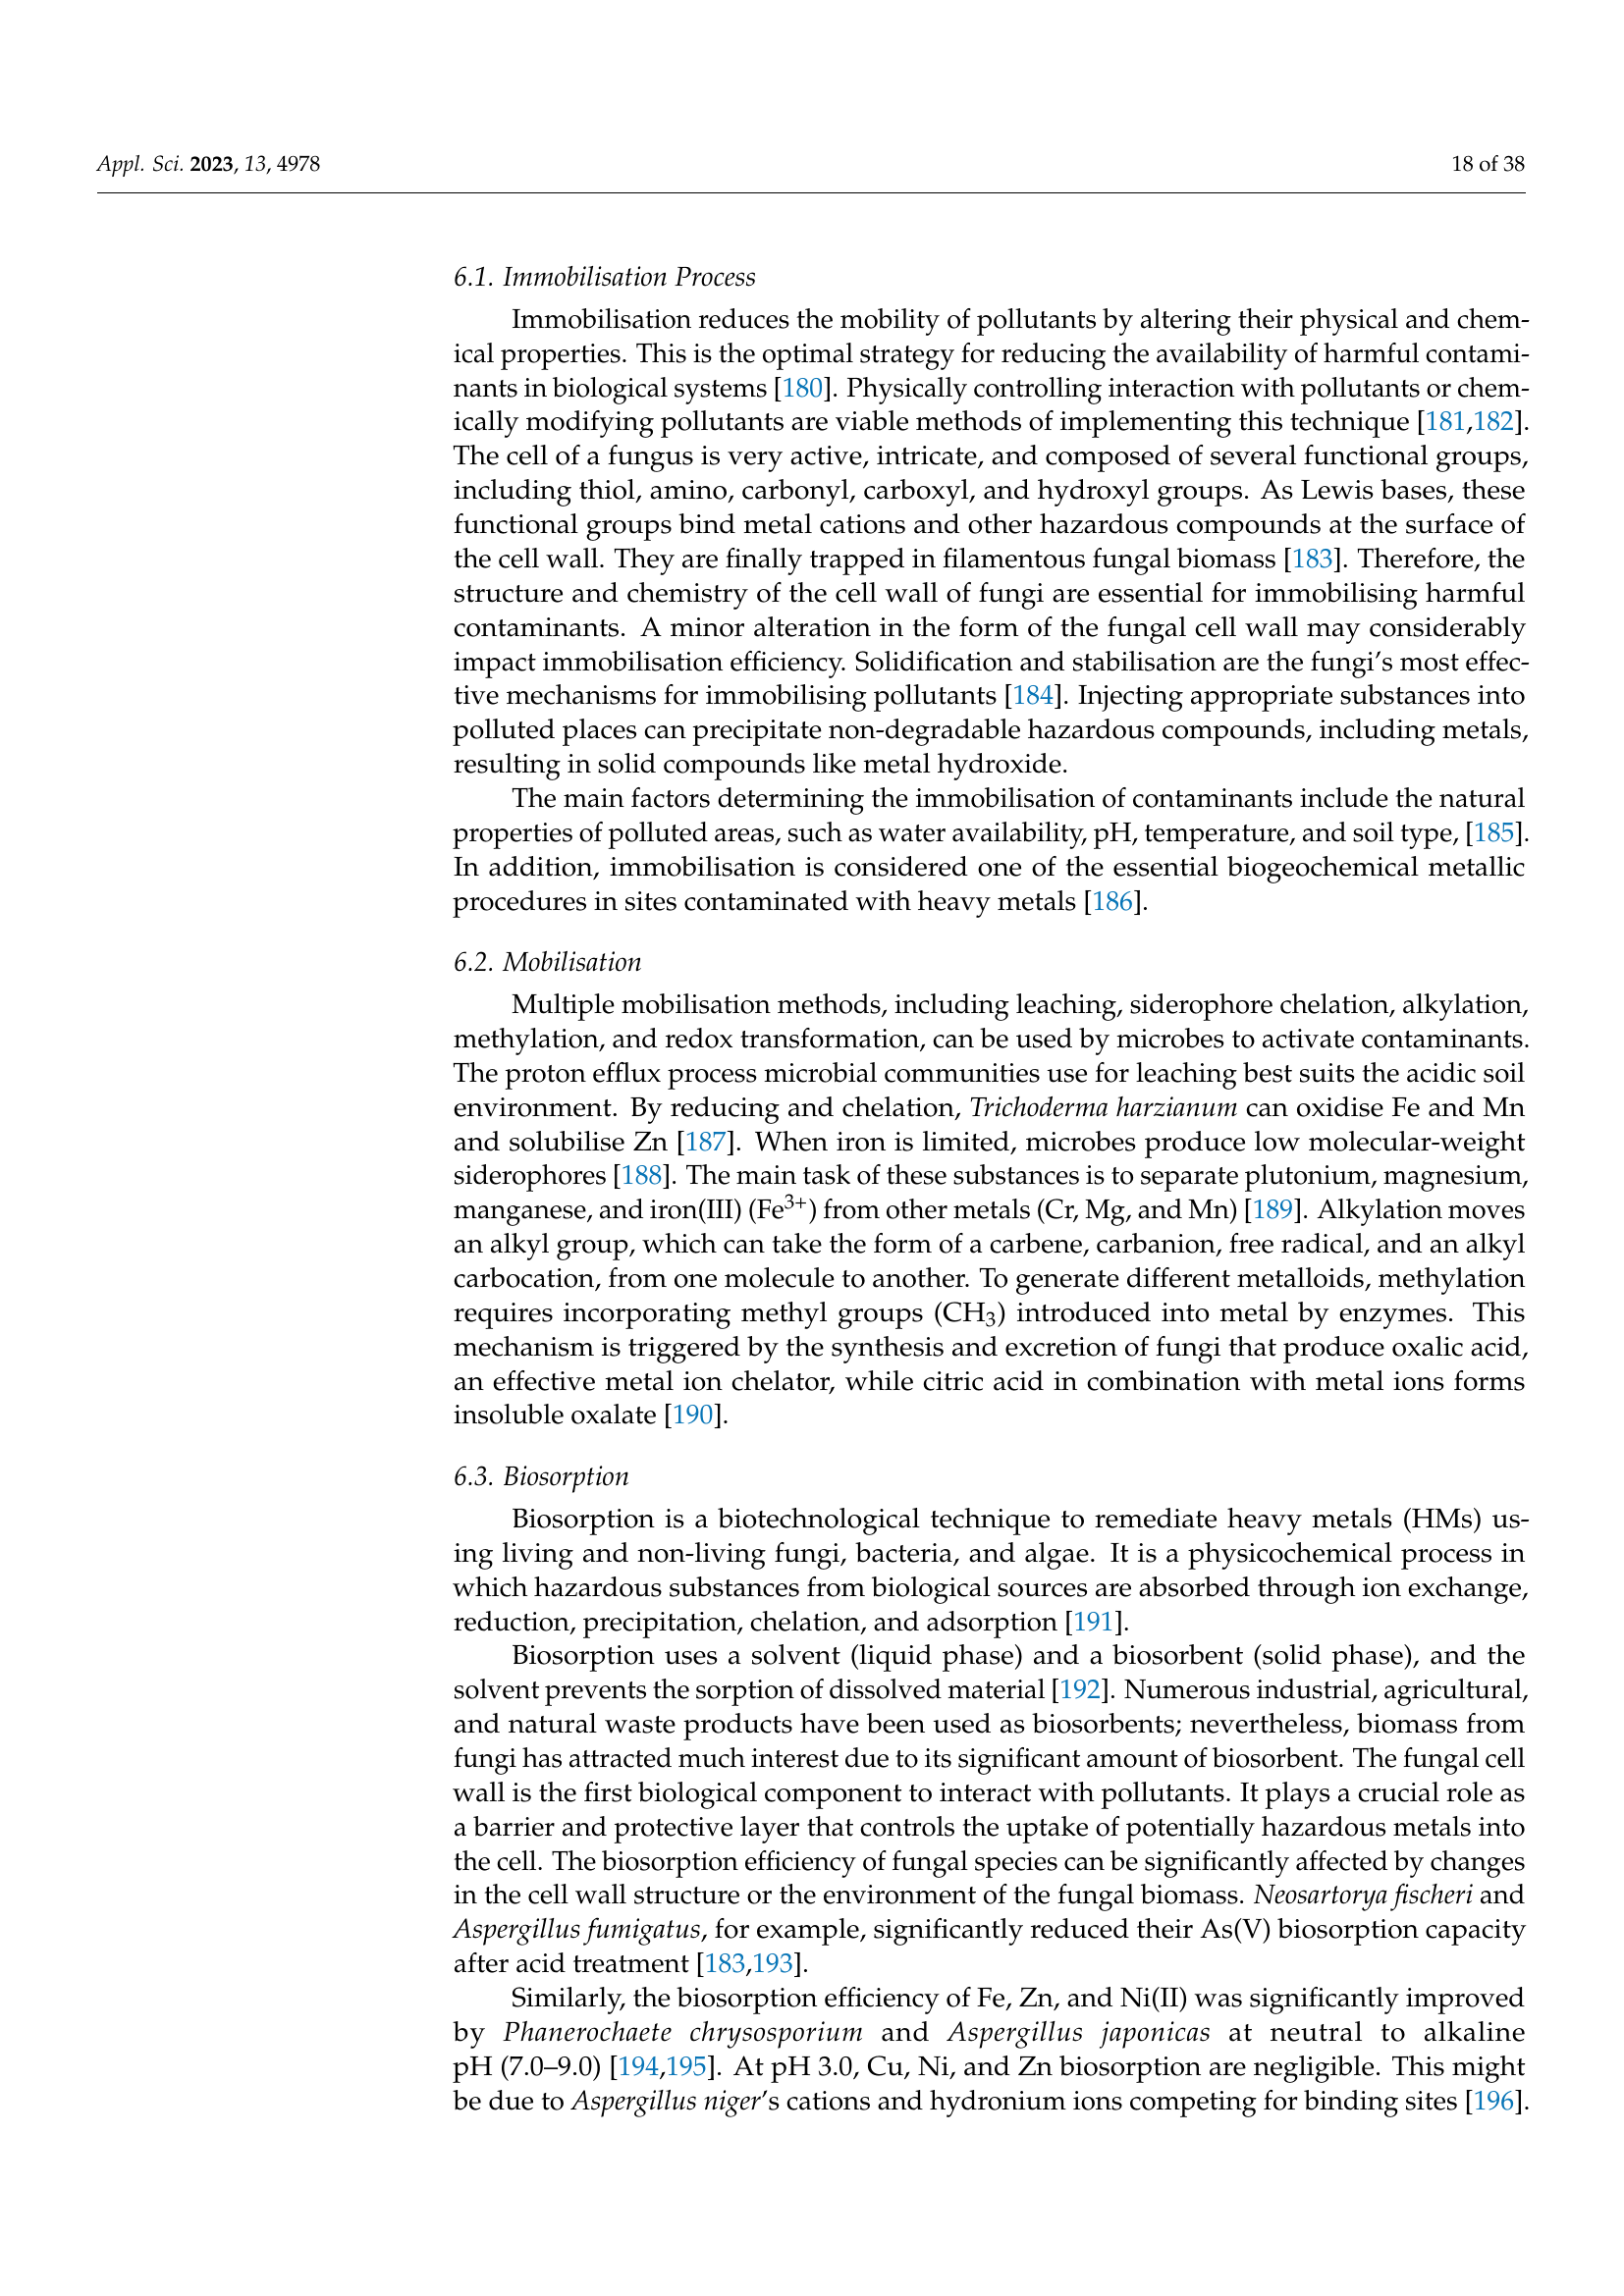 Appl. Sci. 2023, 13, 4978
18 of 38
6.1. Immobilisation Process
Immobilisation reduces the mobility of pollutants by altering their physical and chem-
ical properties. This is the optimal strategy for reducing the availability of harmful contami-
nants in biological systems [180]. Physically controlling interaction with pollutants or chem-
ically modifying pollutants are viable methods of implementing this technique [181,182].
The cell of a fungus is very active, intricate, and composed of several functional groups,
including thiol, amino, carbonyl, carboxyl, and hydroxyl groups. As Lewis bases, these
functional groups bind metal cations and other hazardous compounds at the surface of
the cell wall. They are finally trapped in filamentous fungal biomass [183]. Therefore, the
structure and chemistry of the cell wall of fungi are essential for immobilising harmful
contaminants. A minor alteration in the form of the fungal cell wall may considerably
impact immobilisation efficiency. Solidification and stabilisation are the fungi's most effec-
tive mechanisms for immobilising pollutants [184]. Injecting appropriate substances into
polluted places can precipitate non-degradable hazardous compounds, including metals,
resulting in solid compounds like metal hydroxide.
The main factors determining the immobilisation of contaminants include the natural
properties of polluted areas, such as water availability, pH, temperature, and soil type, [185].
In addition, immobilisation is considered one of the essential biogeochemical metallic
procedures in sites contaminated with heavy metals [186].
6.2. Mobilisation
Multiple mobilisation methods, including leaching, siderophore chelation, alkylation,
methylation, and redox transformation, can be used by microbes to activate contaminants.
The proton efflux process microbial communities use for leaching best suits the acidic soil
environment. By reducing and chelation, Trichoderma harzianum can oxidise Fe and Mn
and solubilise Zn [187]. When iron is limited, microbes produce low molecular-weight
siderophores [188]. The main task of these substances is to separate plutonium, magnesium,
manganese, and iron(III) (Fe³⁺) from other metals (Cr, Mg, and Mn) [189]. Alkylation moves
an alkyl group, which can take the form of a carbene, carbanion, free radical, and an alkyl
carbocation, from one molecule to another. To generate different metalloids, methylation
requires incorporating methyl groups (CH₃) introduced into metal by enzymes. This
mechanism is triggered by the synthesis and excretion of fungi that produce oxalic acid,
an effective metal ion chelator, while citric acid in combination with metal ions forms
insoluble oxalate [190].
6.3. Biosorption
Biosorption is a biotechnological technique to remediate heavy metals (HMs) us-
ing living and non-living fungi, bacteria, and algae. It is a physicochemical process in
which hazardous substances from biological sources are absorbed through ion exchange,
reduction, precipitation, chelation, and adsorption [191].
Biosorption uses a solvent (liquid phase) and a biosorbent (solid phase), and the
solvent prevents the sorption of dissolved material [192]. Numerous industrial, agricultural,
and natural waste products have been used as biosorbents; nevertheless, biomass from
fungi has attracted much interest due to its significant amount of biosorbent. The fungal cell
wall is the first biological component to interact with pollutants. It plays a crucial role as
a barrier and protective layer that controls the uptake of potentially hazardous metals into
the cell. The biosorption efficiency of fungal species can be significantly affected by changes
in the cell wall structure or the environment of the fungal biomass. Neosartorya fischeri and
Aspergillus fumigatus, for example, significantly reduced their As(V) biosorption capacity
after acid treatment [183,193].
Similarly, the biosorption efficiency of Fe, Zn, and Ni(II) was significantly improved
by Phanerochaete chrysosporium and Aspergillus japonicas at neutral to alkaline
pH (7.0–9.0) [194,195]. At pH 3.0, Cu, Ni, and Zn biosorption are negligible. This might
be due to Aspergillus niger's cations and hydronium ions competing for binding sites [196].